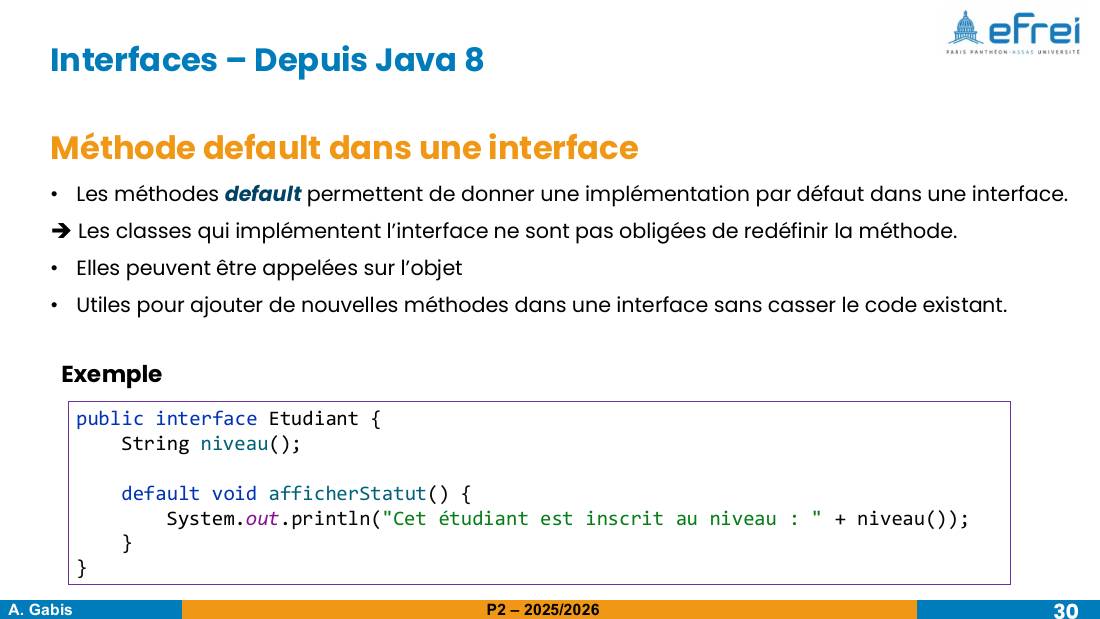 efrei
PARIS PANTHÉON-ASSAS UNIVERSITÉ
Interfaces – Depuis Java 8
Méthode default dans une interface
• Les méthodes default permettent de donner une implémentation par défaut dans une interface.
➔ Les classes qui implémentent l’interface ne sont pas obligées de redéfinir la méthode.
• Elles peuvent être appelées sur l’objet
• Utiles pour ajouter de nouvelles méthodes dans une interface sans casser le code existant.
Exemple
public interface Etudiant {
    String niveau();
    default void afficherStatut() {
        System.out.println("Cet étudiant est inscrit au niveau : " + niveau());
    }
}
A. Gabis
P2 – 2025/2026
30